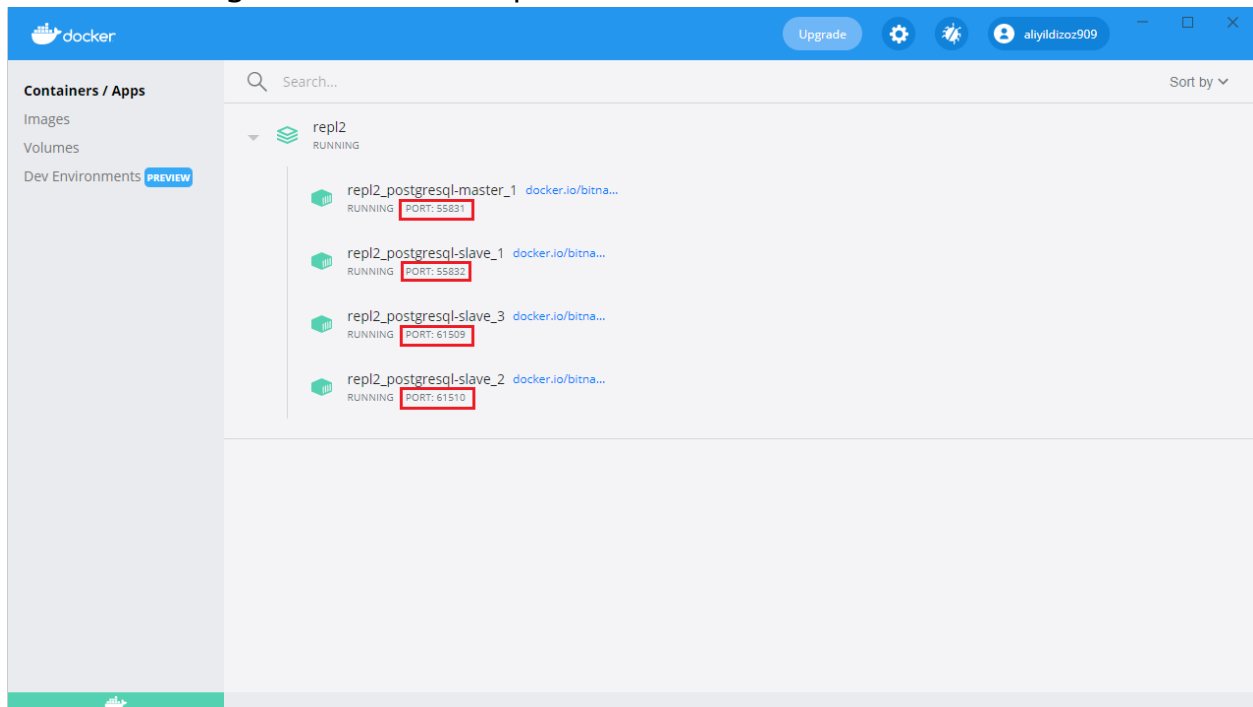 docker
Upgrade
aliyildizoz909
Containers / Apps
Images
Volumes
Dev Environments PREVIEW
Search...
Sort by
repl2
RUNNING
repl2_postgresql-master_1 docker.io/bitna...
RUNNING PORT: 55831
repl2_postgresql-slave_1 docker.io/bitna...
RUNNING PORT: 55832
repl2_postgresql-slave_3 docker.io/bitna...
RUNNING PORT: 61509
repl2_postgresql-slave_2 docker.io/bitna...
RUNNING PORT: 61510